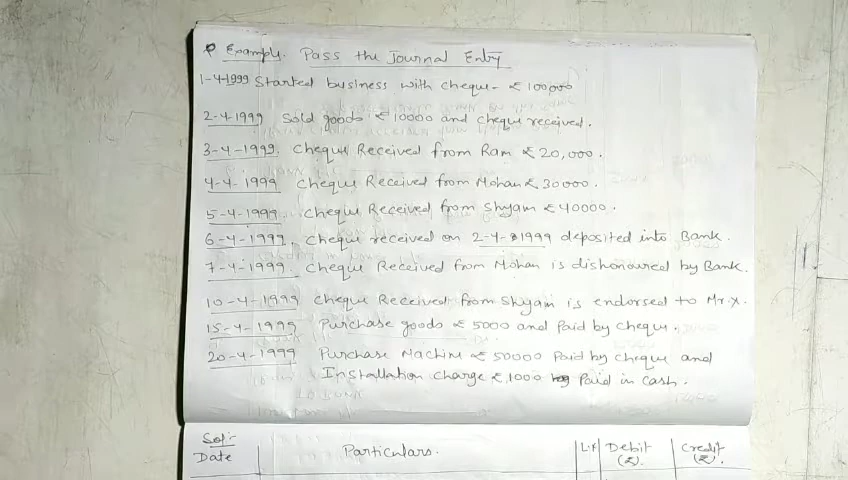 Example. Pass the Journal Entry
1-4-1999 Started business with cheque - ₹ 100000
2-4-1999 Sold goods ₹ 10000 and cheque received.
3-4-1999. Cheque Received from Ram ₹ 20,000.
4-4-1999 Cheque Received from Mohan ₹ 30000.
5-4-1999. Cheque Received from Shyam ₹ 40000.
6-4-1999. Cheque received on 2-4-1999 deposited into Bank.
7-4-1999. Cheque Received from Mohan is dishonoured by Bank.
10-4-1999 Cheque Received from Shyam is endorsed to Mr. X.
15-4-1999 Purchase goods ₹ 5000 and Paid by cheque.
20-4-1999 Purchase Machine ₹ 50000 Paid by cheque and
Installation charge ₹ 1000 Paid in cash.
Sol:-
Date Particulars. L.F Debit (₹). Credit (₹).